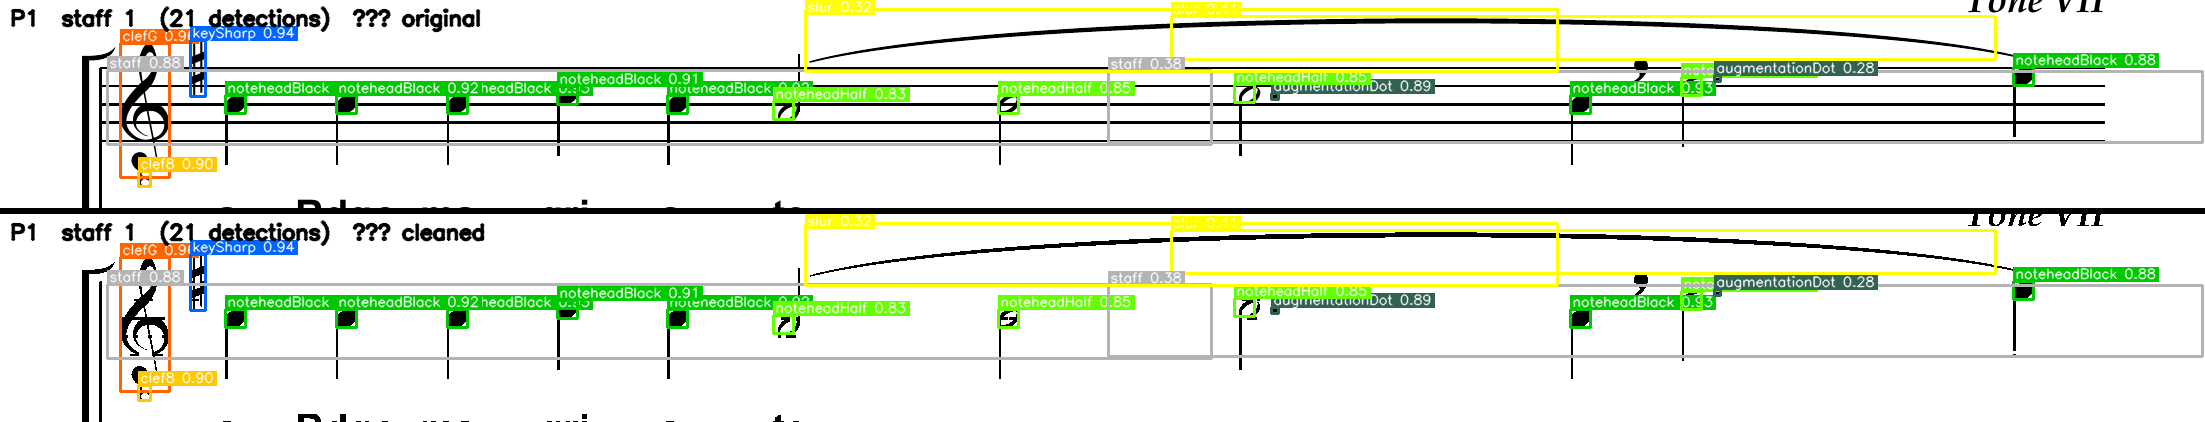 Tone VII
P1 staff 1 (21 detections) ??? original
slur 0.32
clefG 0.9
keySharp 0.94
staff 0.88
staff 0.38
noteheadBlack
noteheadBlack 0.92
noteheadBlack 0.91
noteheadHalf 0.83
noteheadHalf 0.85
noteheadHalf 0.85
augmentationDot 0.89
noteheadBlack 0.93
augmentationDot 0.28
noteheadBlack 0.88
clef8 0.90
Tone VII
P1 staff 1 (21 detections) ??? cleaned
slur 0.32
clefG 0.9
keySharp 0.94
staff 0.88
staff 0.38
noteheadBlack
noteheadBlack 0.92
noteheadBlack 0.91
noteheadHalf 0.83
noteheadHalf 0.85
noteheadHalf 0.85
augmentationDot 0.89
noteheadBlack 0.93
augmentationDot 0.28
noteheadBlack 0.88
clef8 0.90